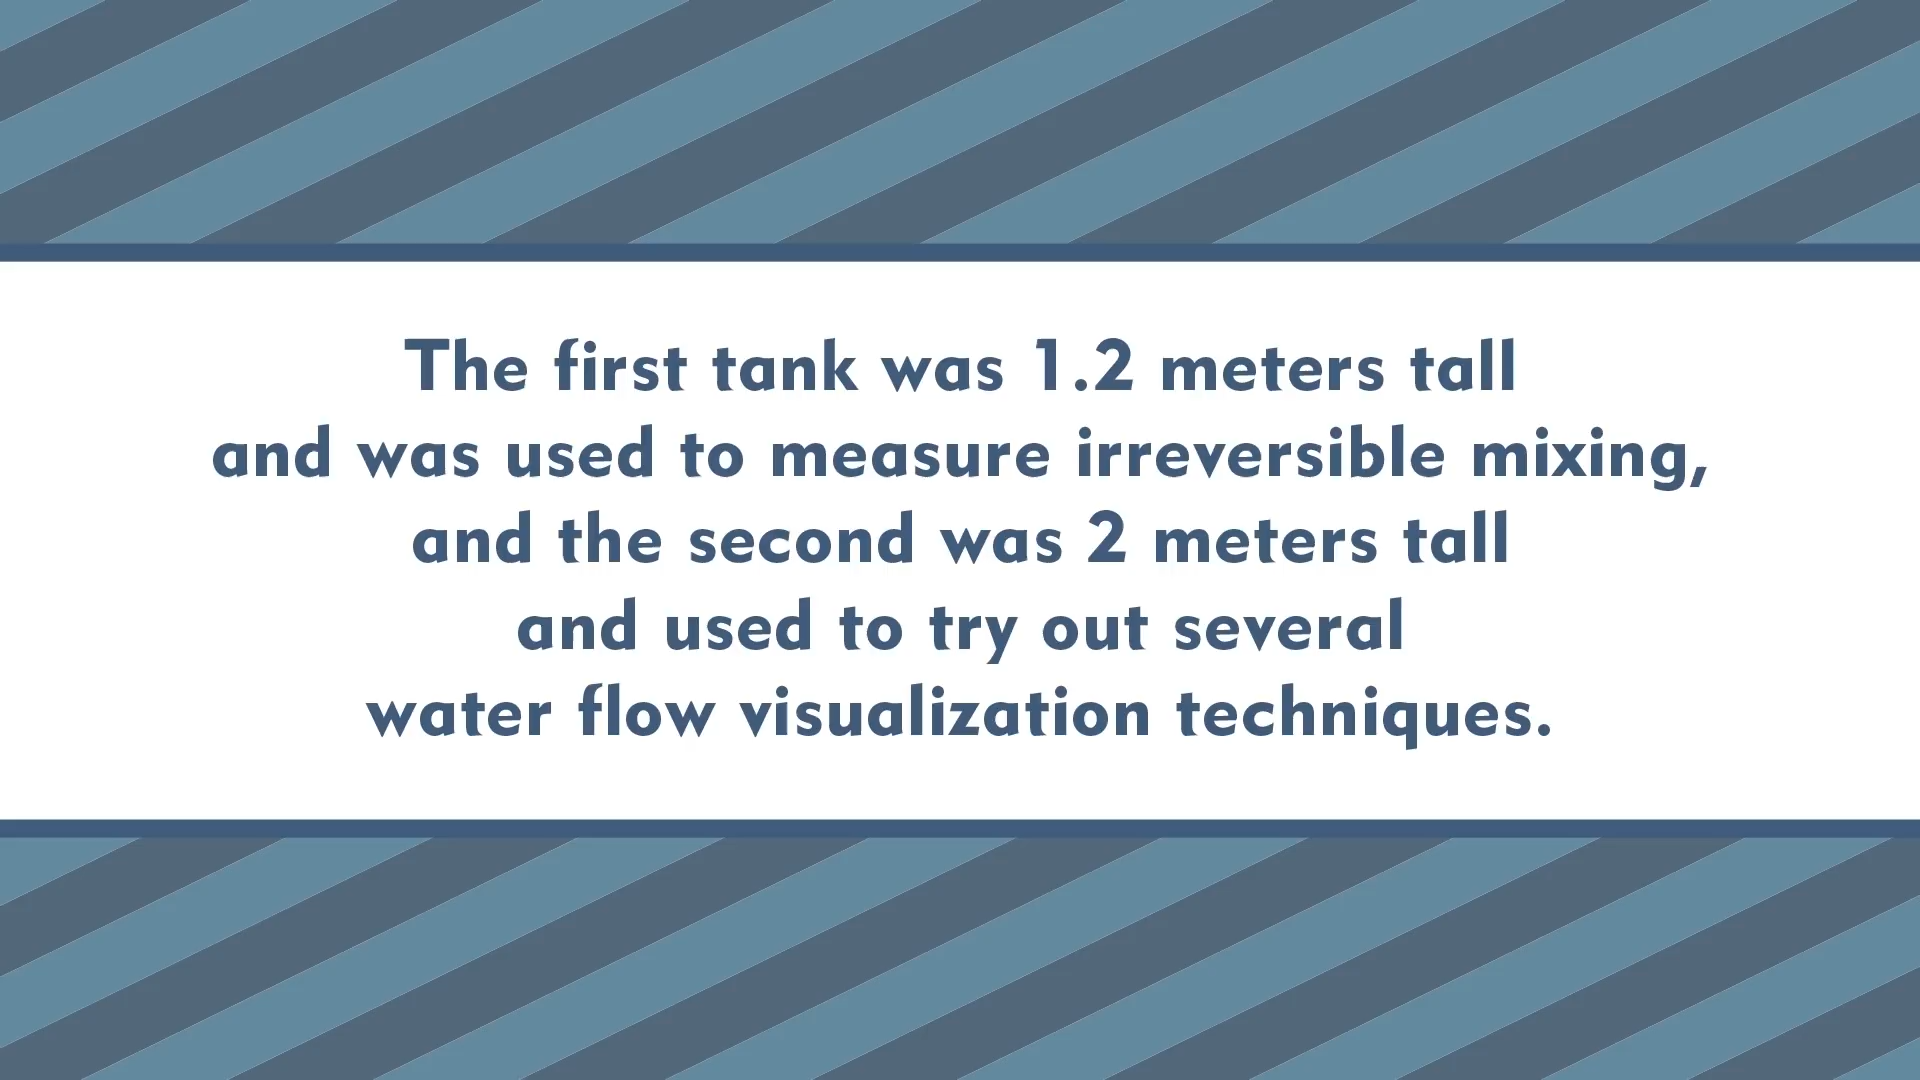 The first tank was 1.2 meters tall
and was used to measure irreversible mixing,
and the second was 2 meters tall
and used to try out several
water flow visualization techniques.